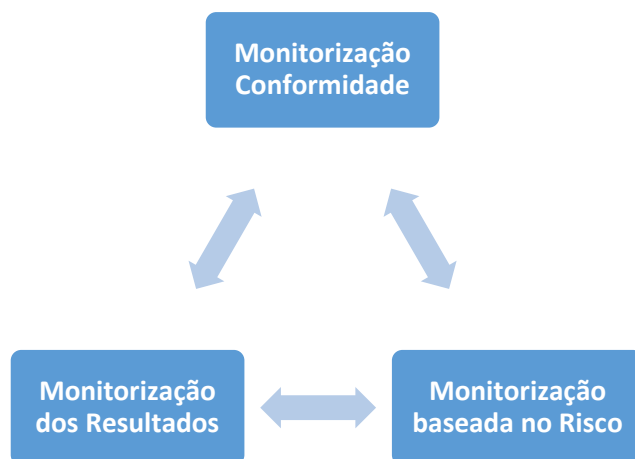 Monitorização
Conformidade
Monitorização
dos Resultados
Monitorização
baseada no Risco